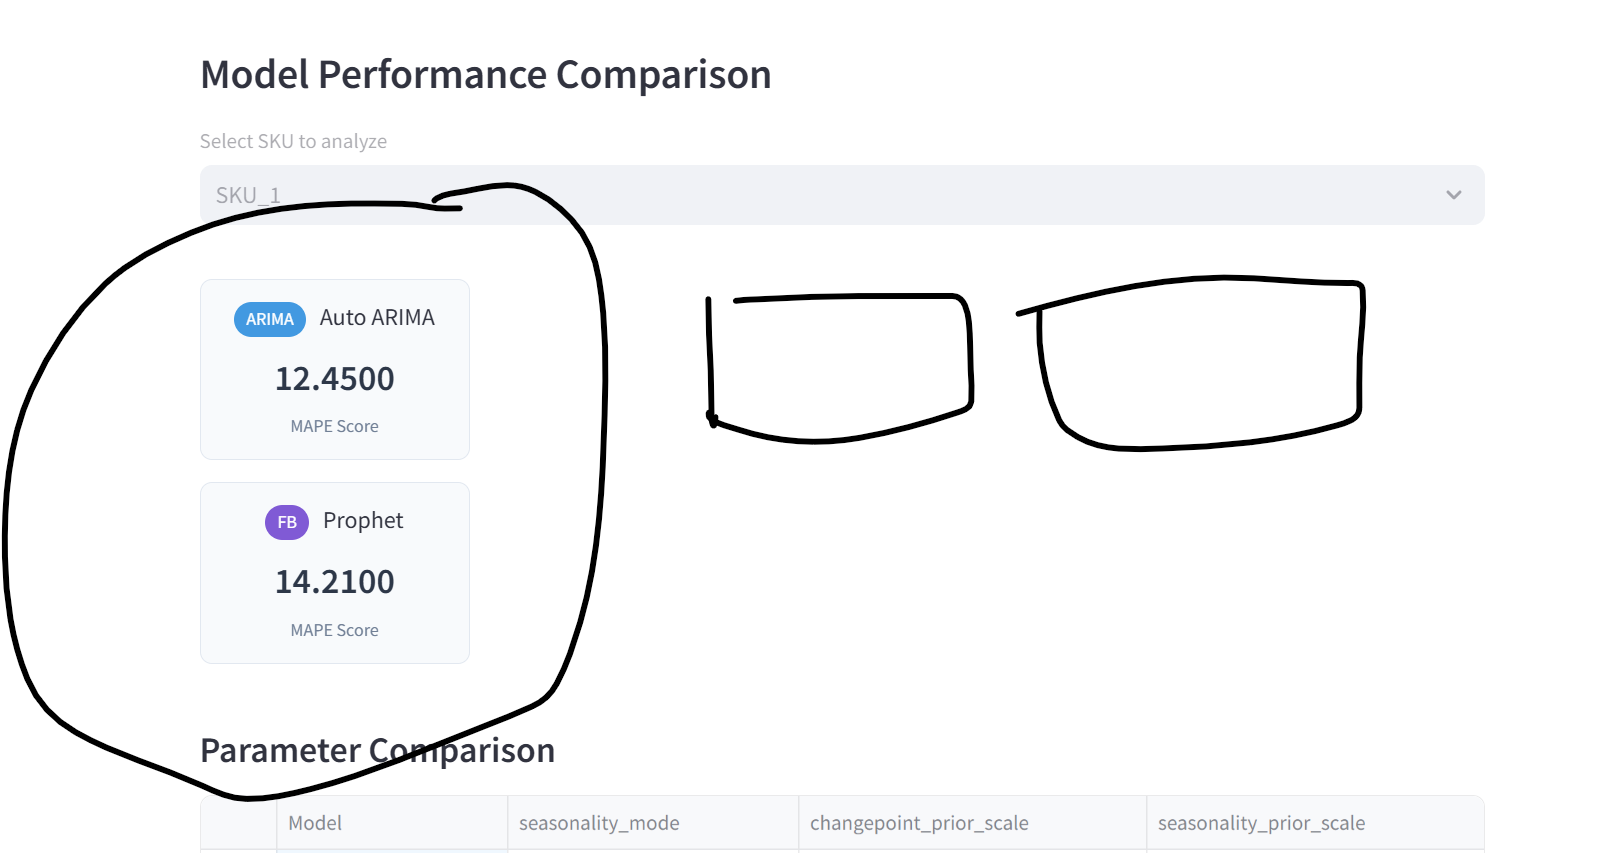 Model Performance Comparison
Select SKU to analyze
SKU_1
ARIMA Auto ARIMA
12.4500
MAPE Score
FB Prophet
14.2100
MAPE Score
Parameter Comparison
Model seasonality_mode changepoint_prior_scale seasonality_prior_scale